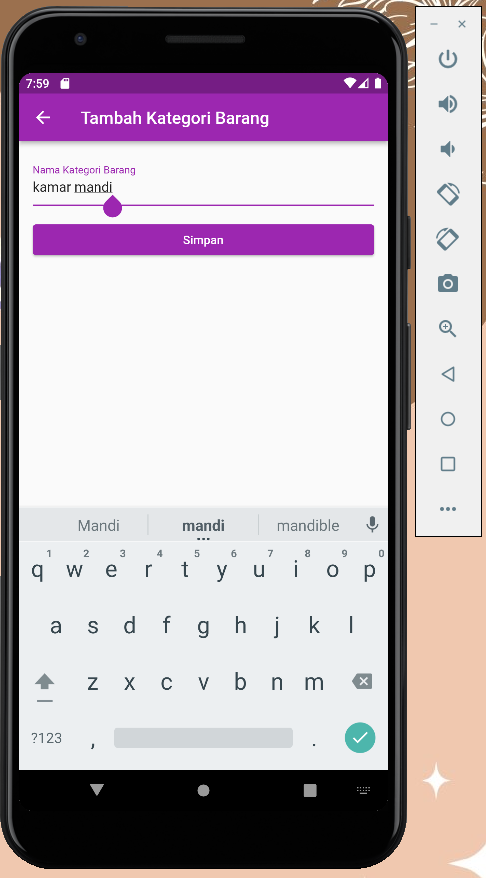 7:59
Tambah Kategori Barang
Nama Kategori Barang
kamar mandi
Simpan
Mandi mandi mandible
1 2 3 4 5 6 7 8 9 0
q w e r t y u i o p
a s d f g h j k l
z x c v b n m
?123 , .